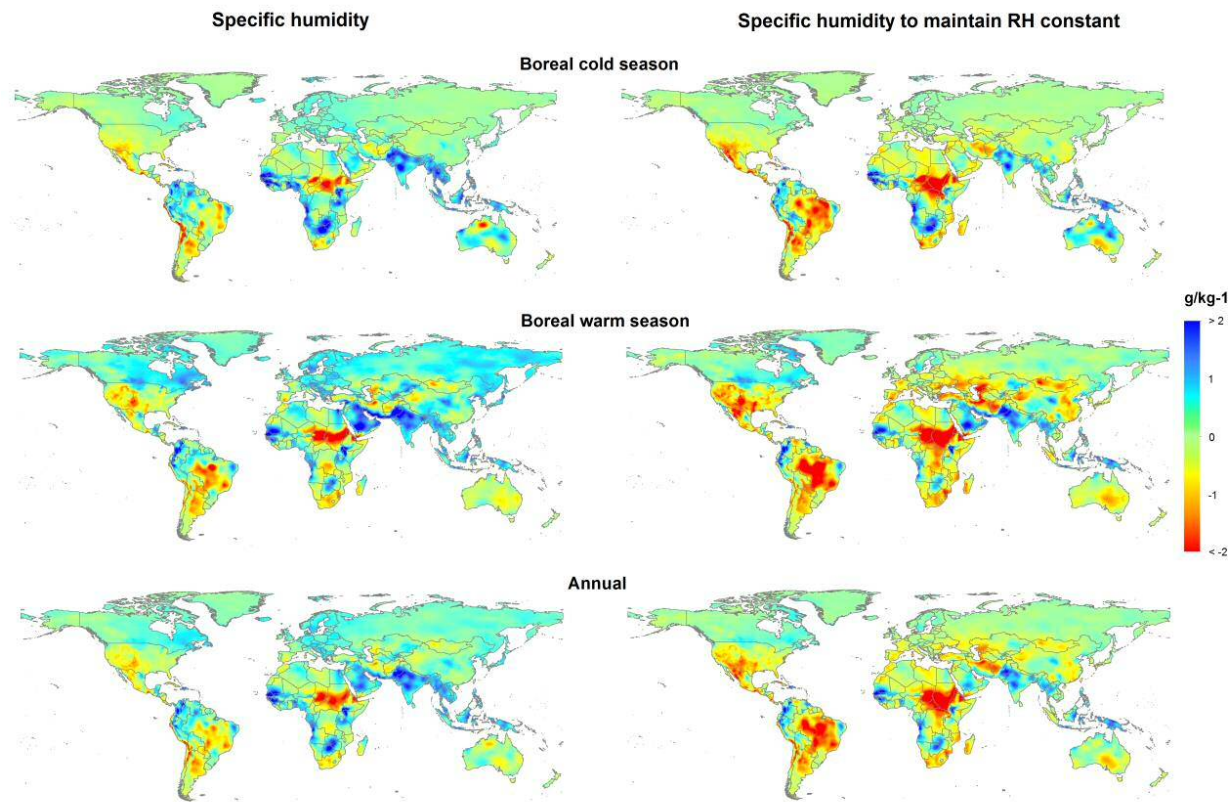 Specific humidity
Specific humidity to maintain RH constant
Boreal cold season
Boreal warm season
g/kg-1
> 2
1
0
-1
< -2
Annual